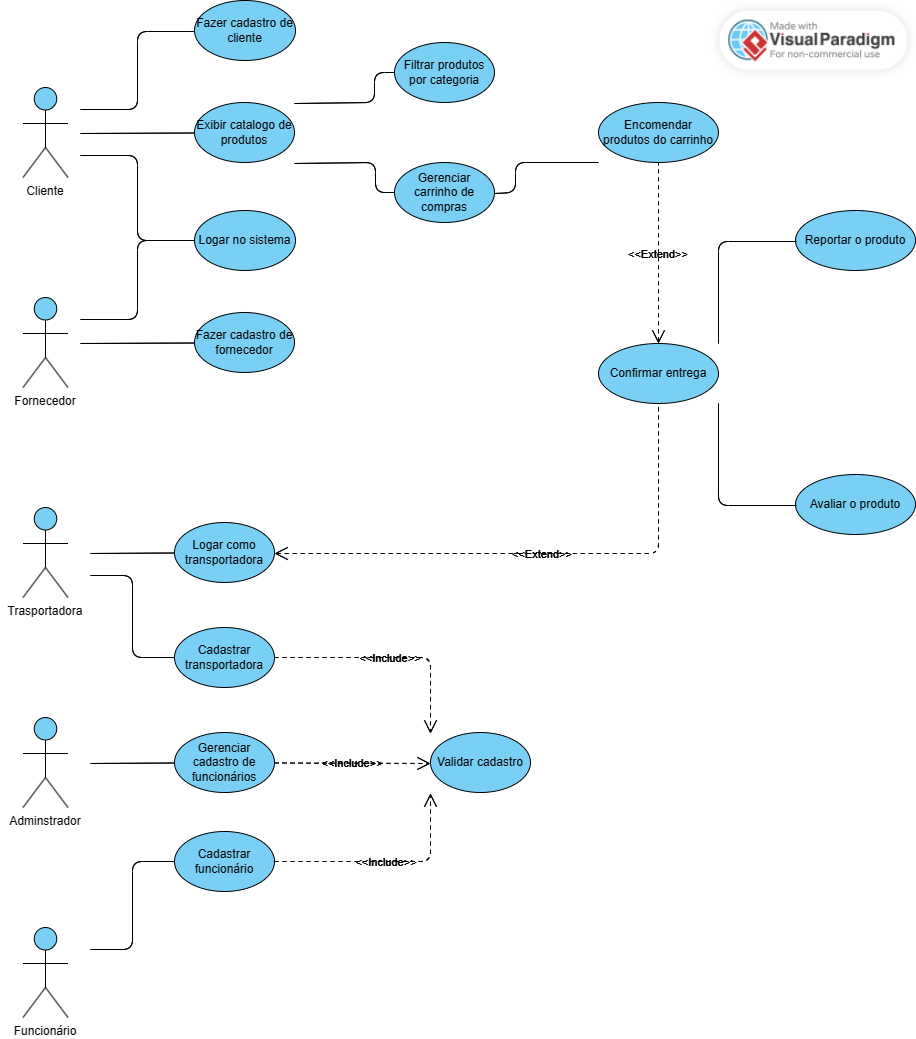 Fazer cadastro de
cliente
Made with
VisualParadigm
For non-commercial use
Filtrar produtos
por categoria
Exibir catalogo de
produtos
Encomendar
produtos do carrinho
Cliente
Gerenciar
carrinho de
compras
Logar no sistema
Reportar o produto
<<Extend>>
Fazer cadastro de
fornecedor
Confirmar entrega
Fornecedor
Avaliar o produto
Logar como
transportadora
<<Extend>>
Trasportadora
Cadastrar
transportadora
<<Include>>
Gerenciar
cadastro de
funcionários
<<Include>>
Validar cadastro
Adminstrador
Cadastrar
funcionário
<<Include>>
Funcionário